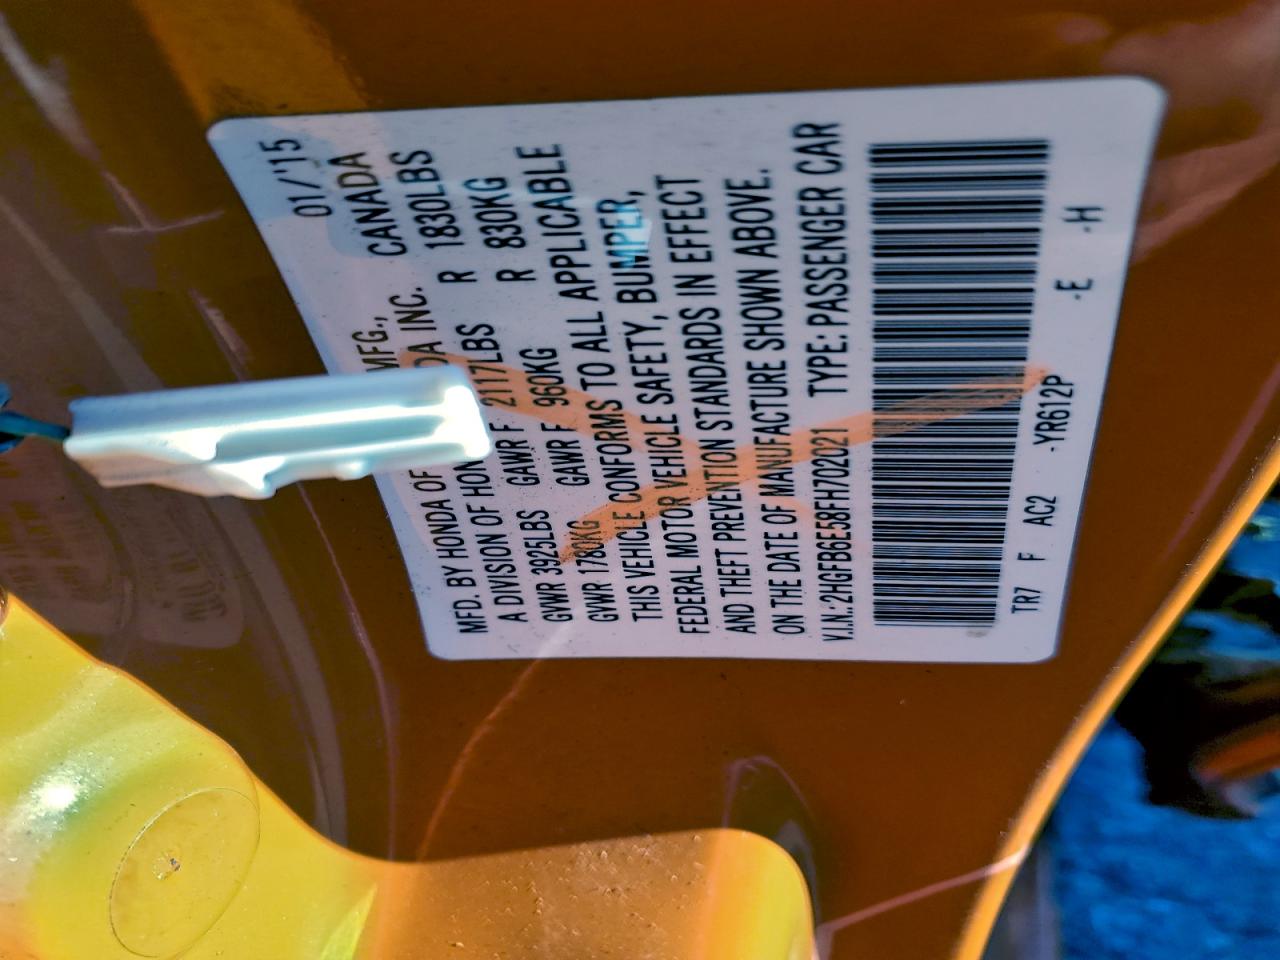 01/'15
MFD. BY HONDA OF MFG., CANADA
A DIVISION OF HONDA INC.
GVWR 3925LBS GAWR F 2117LBS R 1830LBS
GVWR 1780KG GAWR F 960KG R 830KG
THIS VEHICLE CONFORMS TO ALL APPLICABLE
FEDERAL MOTOR VEHICLE SAFETY, BUMPER,
AND THEFT PREVENTION STANDARDS IN EFFECT
ON THE DATE OF MANUFACTURE SHOWN ABOVE.
V.I.N.:2HGFB6E58FH702021 TYPE: PASSENGER CAR
TR7 F AC2 -YR612P -E -H